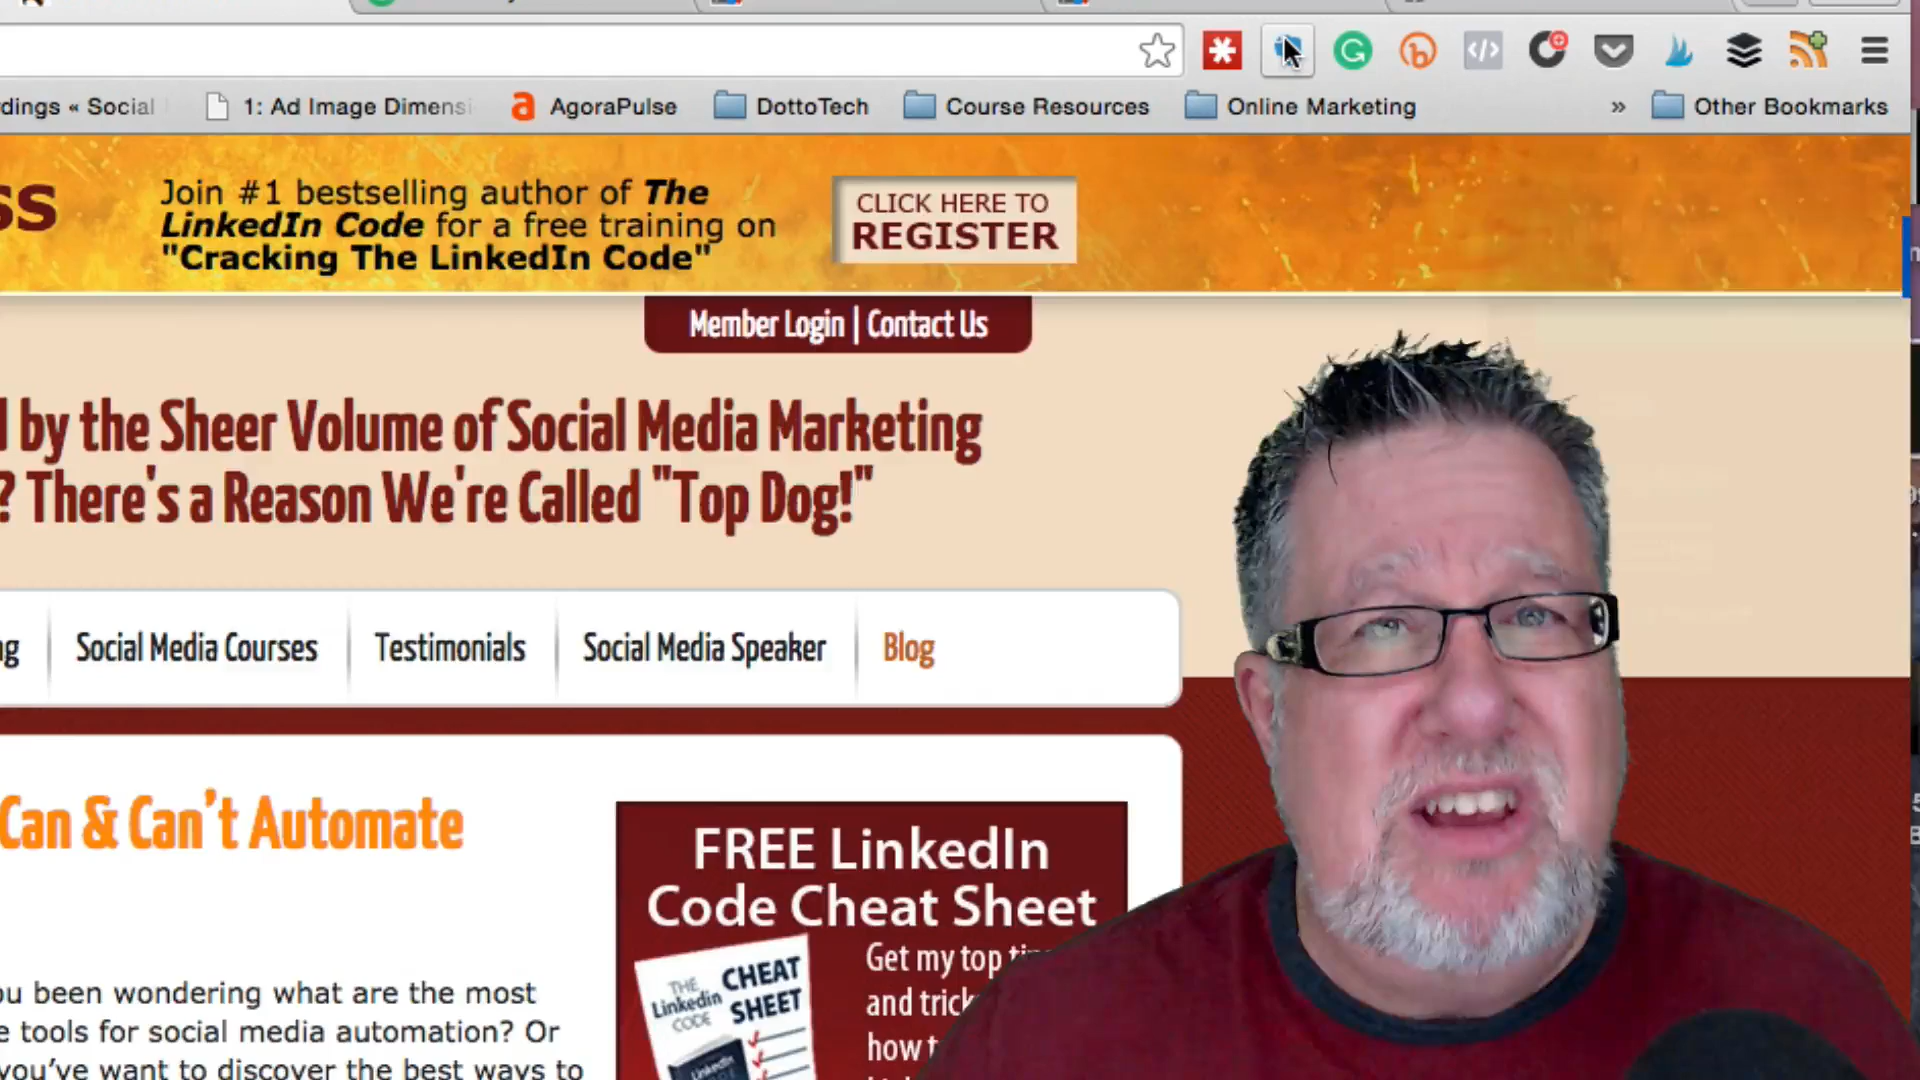 dings « Social
1: Ad Image Dimensi
AgoraPulse
DottoTech
Course Resources
Online Marketing
»
Other Bookmarks
ss
Join #1 bestselling author of The
LinkedIn Code for a free training on
"Cracking The LinkedIn Code"
CLICK HERE TO
REGISTER
Member Login | Contact Us
by the Sheer Volume of Social Media Marketing
? There's a Reason We're Called "Top Dog!"
Social Media Courses
Testimonials
Social Media Speaker
Blog
Can & Can't Automate
FREE LinkedIn
Code Cheat Sheet
Get my top
and trick
how t
THE
LinkedIn
CODE
CHEAT
SHEET
ou been wondering what are the most
e tools for social media automation? Or
you've want to discover the best ways to